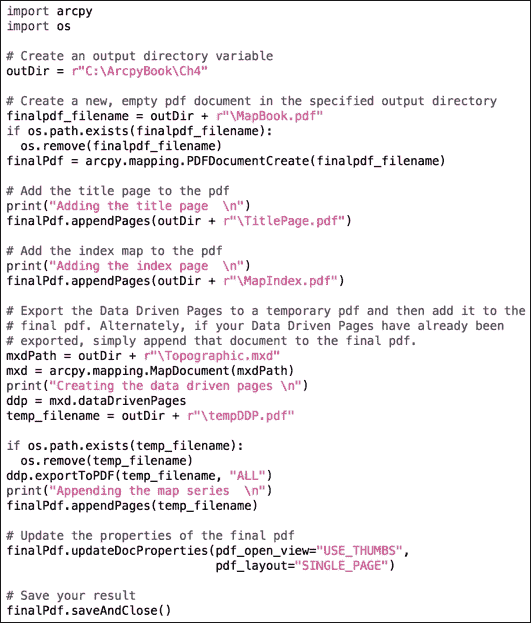 import arcpy
import os

# Create an output directory variable
outDir = r"C:\ArcpyBook\Ch4"

# Create a new, empty pdf document in the specified output directory
finalpdf_filename = outDir + r"\MapBook.pdf"
if os.path.exists(finalpdf_filename):
  os.remove(finalpdf_filename)
finalPdf = arcpy.mapping.PDFDocumentCreate(finalpdf_filename)

# Add the title page to the pdf
print("Adding the title page  \n")
finalPdf.appendPages(outDir + r"\TitlePage.pdf")

# Add the index map to the pdf
print("Adding the index page  \n")
finalPdf.appendPages(outDir + r"\MapIndex.pdf")

# Export the Data Driven Pages to a temporary pdf and then add it to the
# final pdf. Alternately, if your Data Driven Pages have already been
# exported, simply append that document to the final pdf.
mxdPath = outDir + r"\Topographic.mxd"
mxd = arcpy.mapping.MapDocument(mxdPath)
print("Creating the data driven pages \n")
ddp = mxd.dataDrivenPages
temp_filename = outDir + r"\tempDDP.pdf"

if os.path.exists(temp_filename):
  os.remove(temp_filename)
ddp.exportToPDF(temp_filename, "ALL")
print("Appending the map series  \n")
finalPdf.appendPages(temp_filename)

# Update the properties of the final pdf
finalPdf.updateDocProperties(pdf_open_view="USE_THUMBS",
                             pdf_layout="SINGLE_PAGE")

# Save your result
finalPdf.saveAndClose()